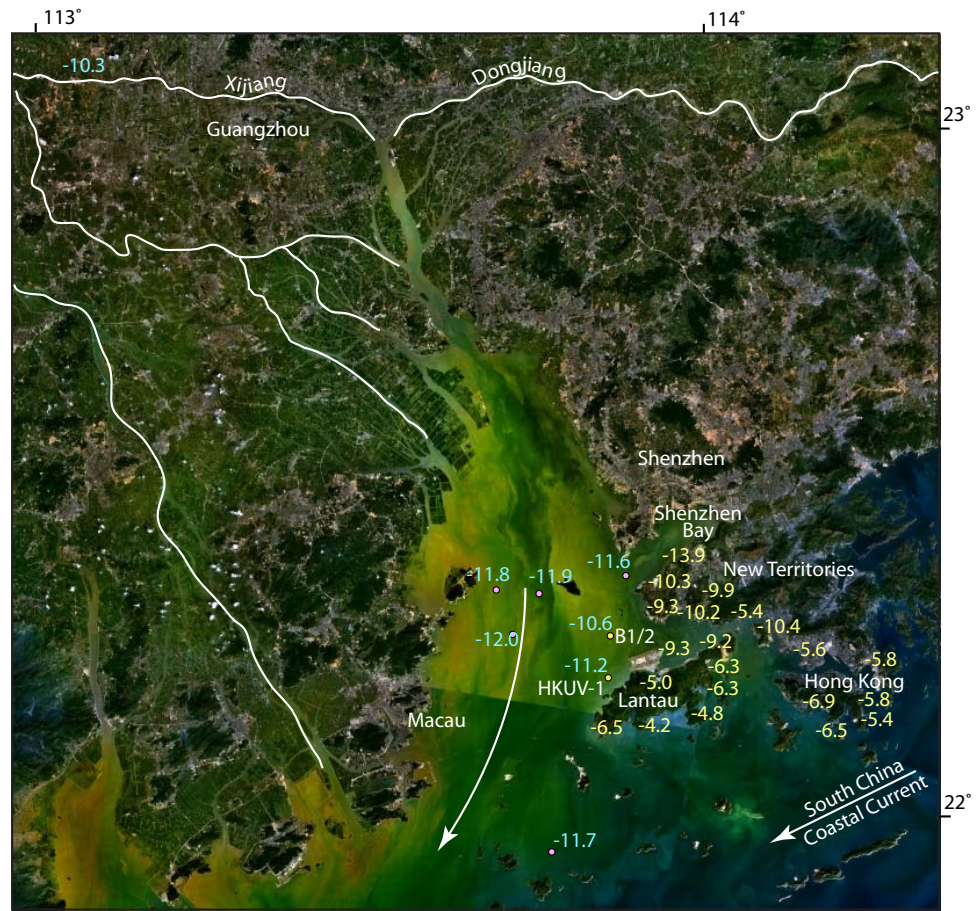 113˚
114˚
-10.3
Xijiang
Dongjiang
Guangzhou
23˚
Shenzhen
Shenzhen
Bay
-13.9
-11.6
New Territories
-11.8
-11.9
-10.3
-9.9
-9.3
-10.2
-5.4
-10.6
B1/2
-10.4
-12.0
-9.3
-9.2
-5.6
-5.8
-11.2
-6.3
HKUV-1
-5.0
-6.3
Hong Kong
Lantau
-6.9
-5.8
Macau
-4.8
-5.4
-6.5
-4.2
-6.5
South China
Coastal Current
22˚
-11.7